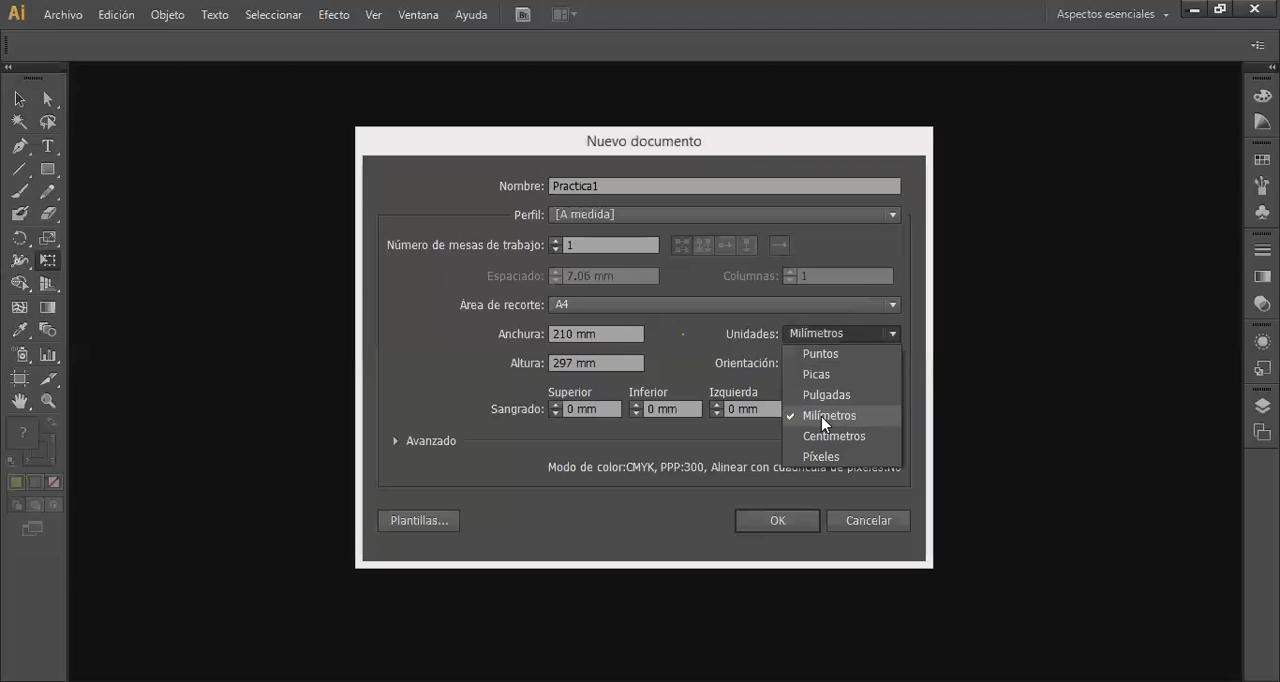 Ai Archivo Edición Objeto Texto Seleccionar Efecto Ver Ventana Ayuda Br Aspectos esenciales
Nuevo documento
Nombre: Practica1
Perfil: [A medida]
Número de mesas de trabajo: 1
Espaciado: 7.06 mm Columnas: 1
Área de recorte: A4
Anchura: 210 mm Unidades: Milímetros
Puntos
Altura: 297 mm Orientación:
Picas
Pulgadas
Superior Inferior Izquierda
Sangrado: 0 mm 0 mm 0 mm
Milímetros
Centímetros
Píxeles
Avanzado
Modo de color:CMYK, PPP:300, Alinear con cuadrícula de píxeles:No
Plantillas... OK Cancelar